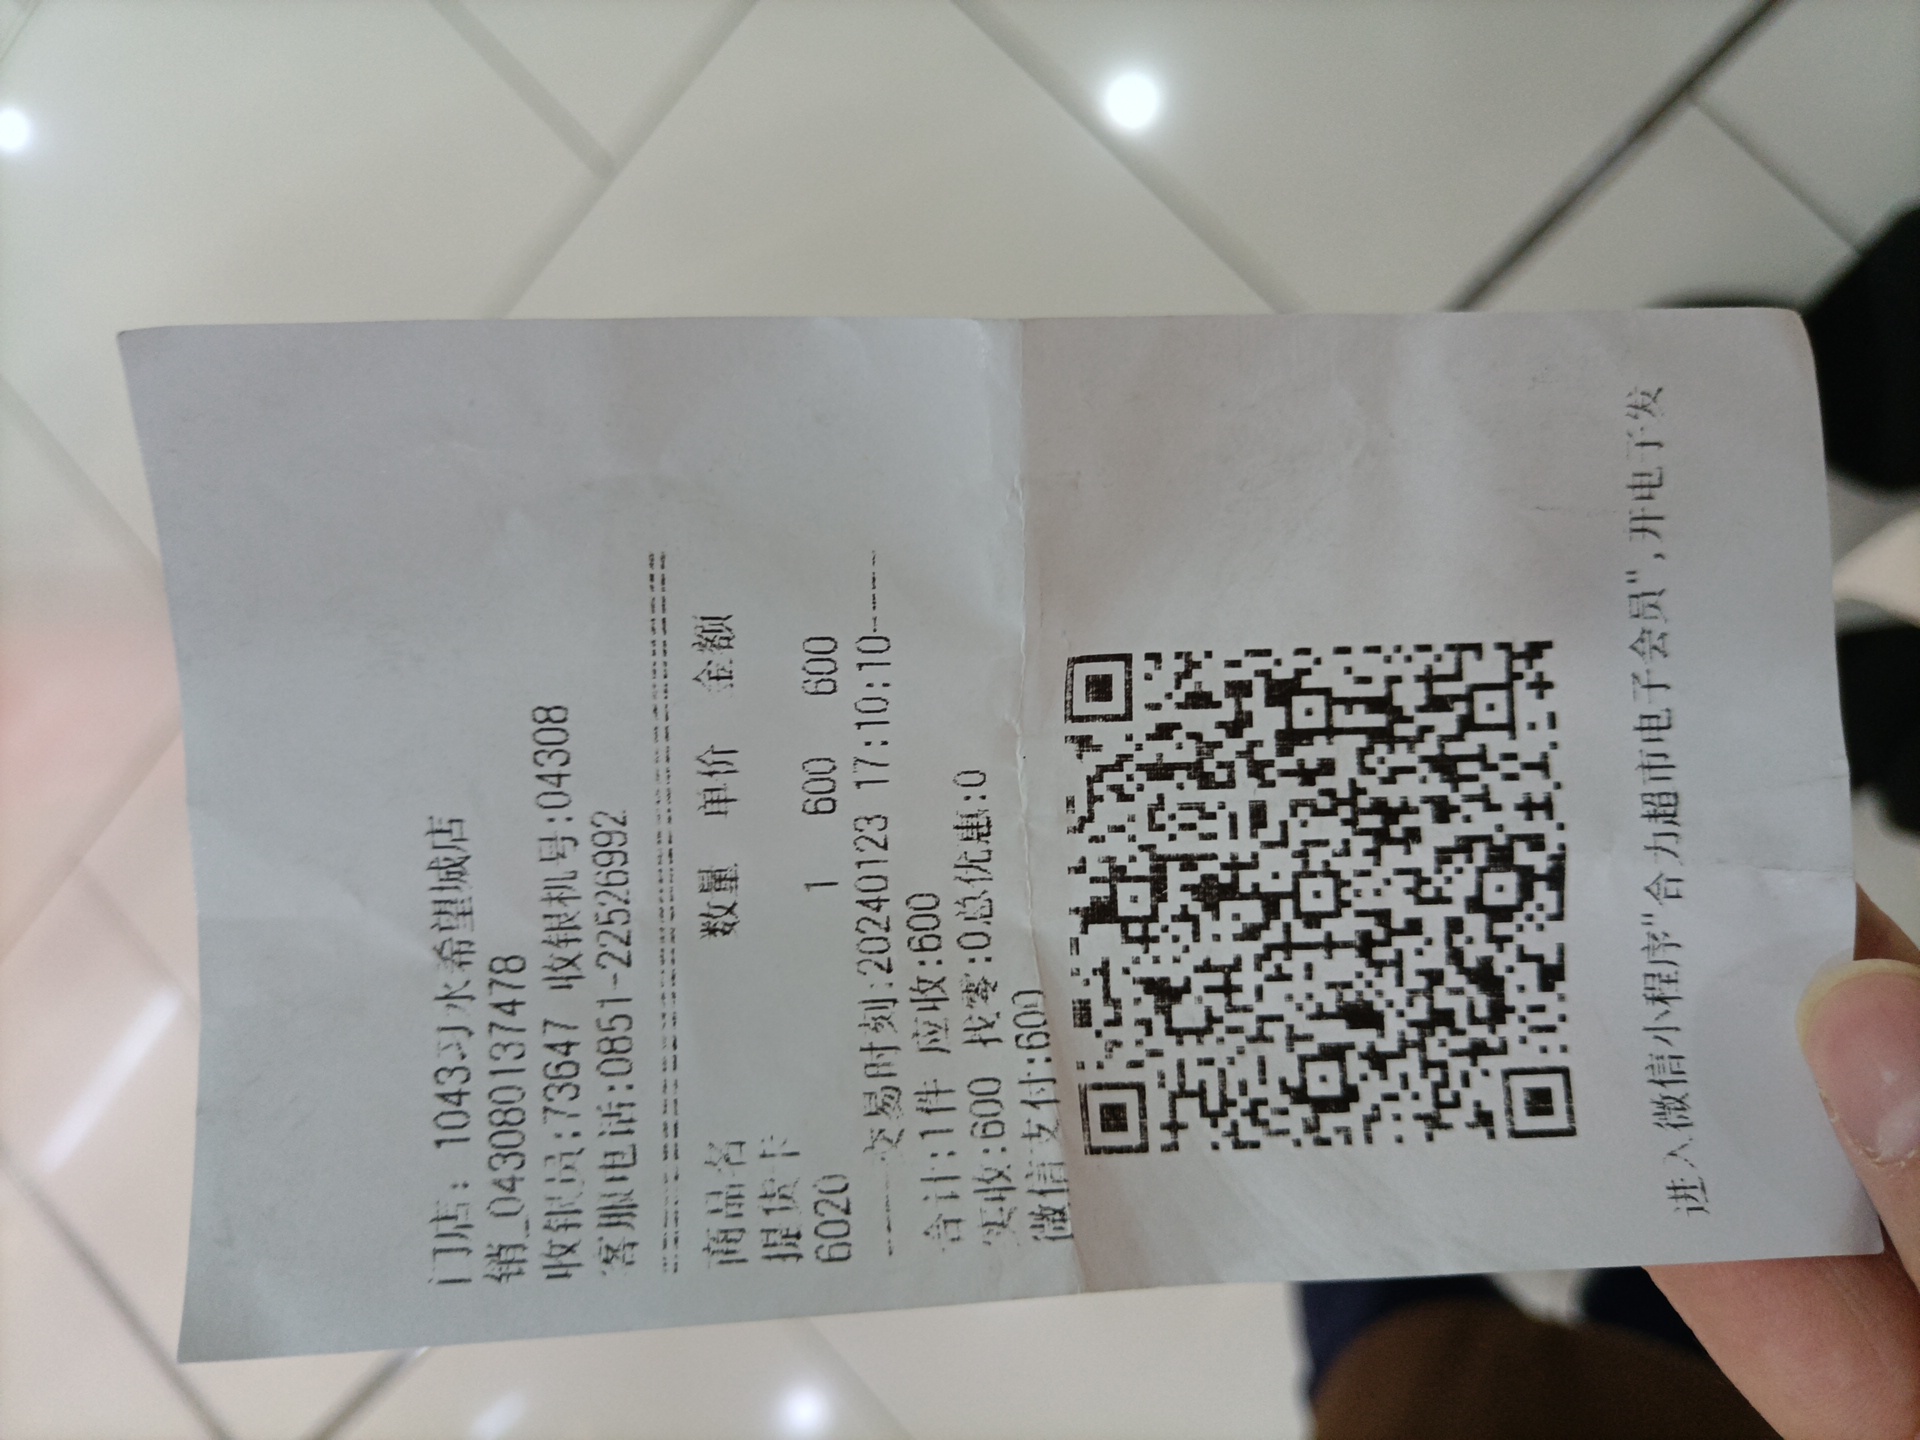 门店: 1043习水希望城店
销_04308013​7478
收银员:73647 收银机号:04308
客服电话:0851-22526992
商品名 数量 单价 金额
提货卡
6020 1 600 600
-----交易时刻:20240123 17:10:10-----
合计:1件 应收:600
实收:600 找零:0总优惠:0
微信支付:600
进入微信小程序"合力超市电子会员",开电子发